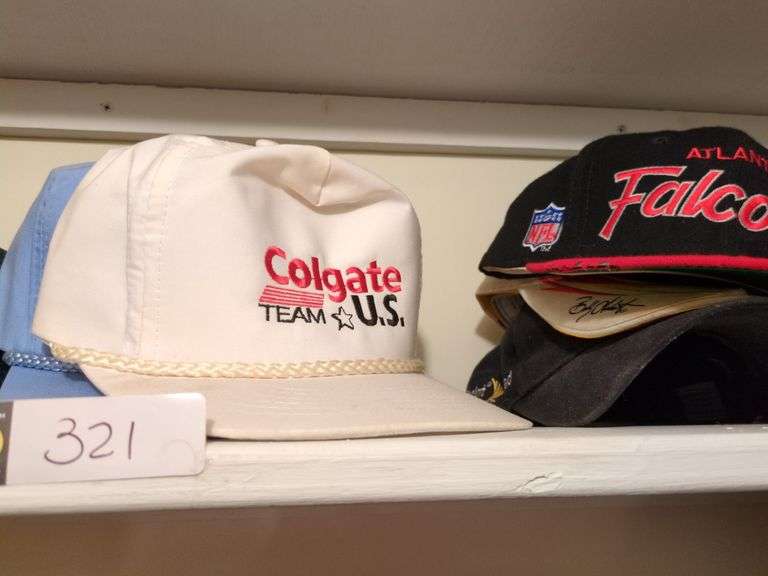 Colgate
TEAM U.S.
ATLANT
Falco
NFL
321